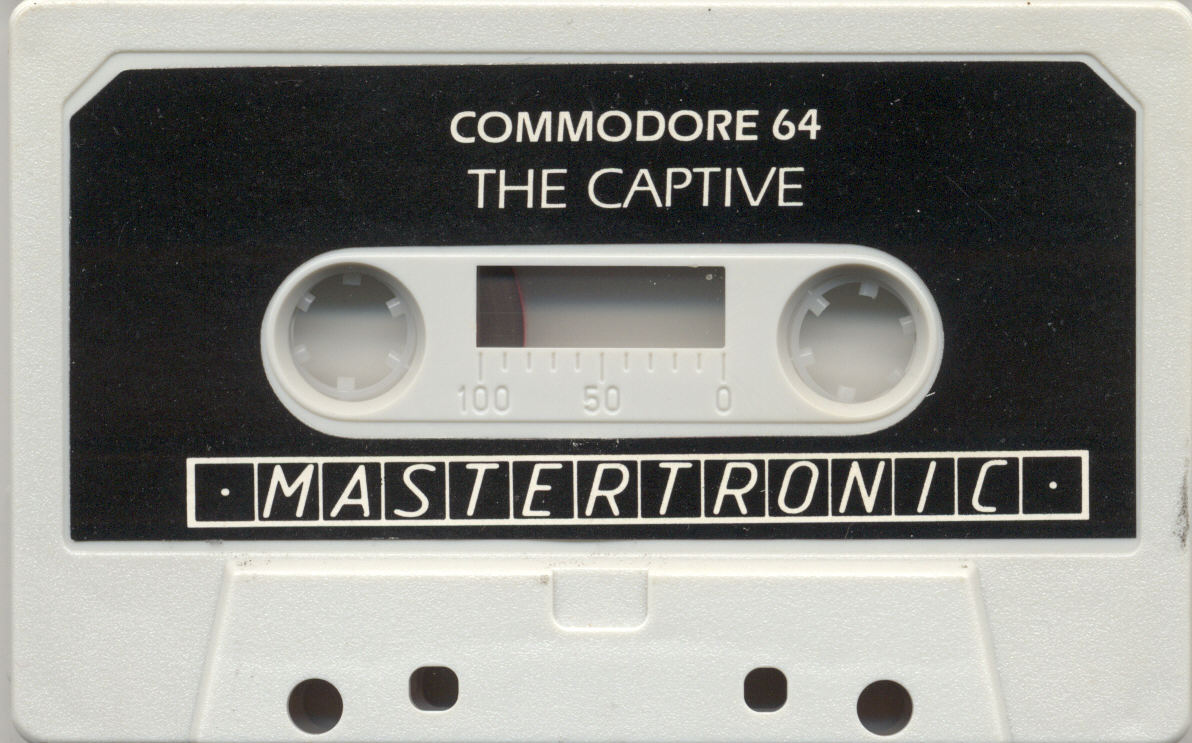 COMMODORE 64
THE CAPTIVE
100 50 0
· MASTERTRONIC ·